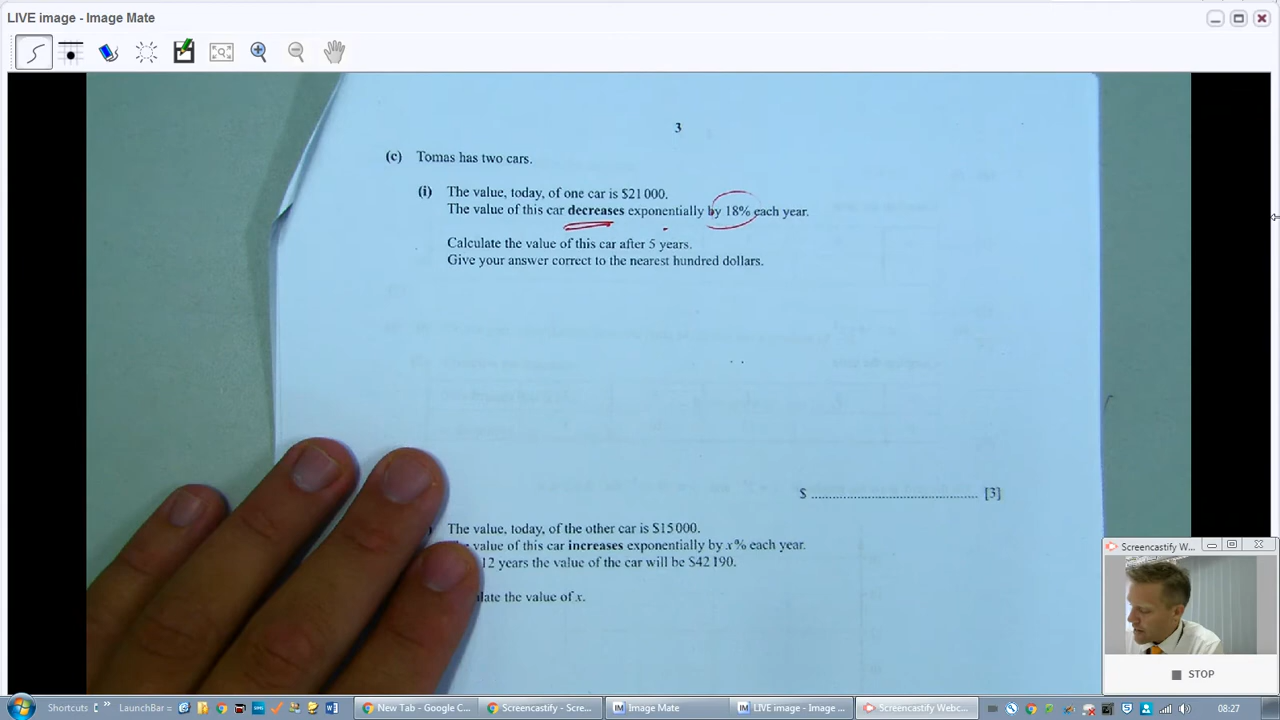 LIVE image - Image Mate
3
(c) Tomas has two cars.
(i) The value, today, of one car is $21 000.
The value of this car decreases exponentially by 18% each year.
Calculate the value of this car after 5 years.
Give your answer correct to the nearest hundred dollars.
$ ........................................ [3]
The value, today, of the other car is $15 000.
value of this car increases exponentially by x% each year.
12 years the value of the car will be $42 190.
the value of x.
Screencastify W...
STOP
Shortcuts
LaunchBar
New Tab - Google C...
Screencastify - Scre...
Image Mate
LIVE image - Image ...
Screencastify Webc...
08:27